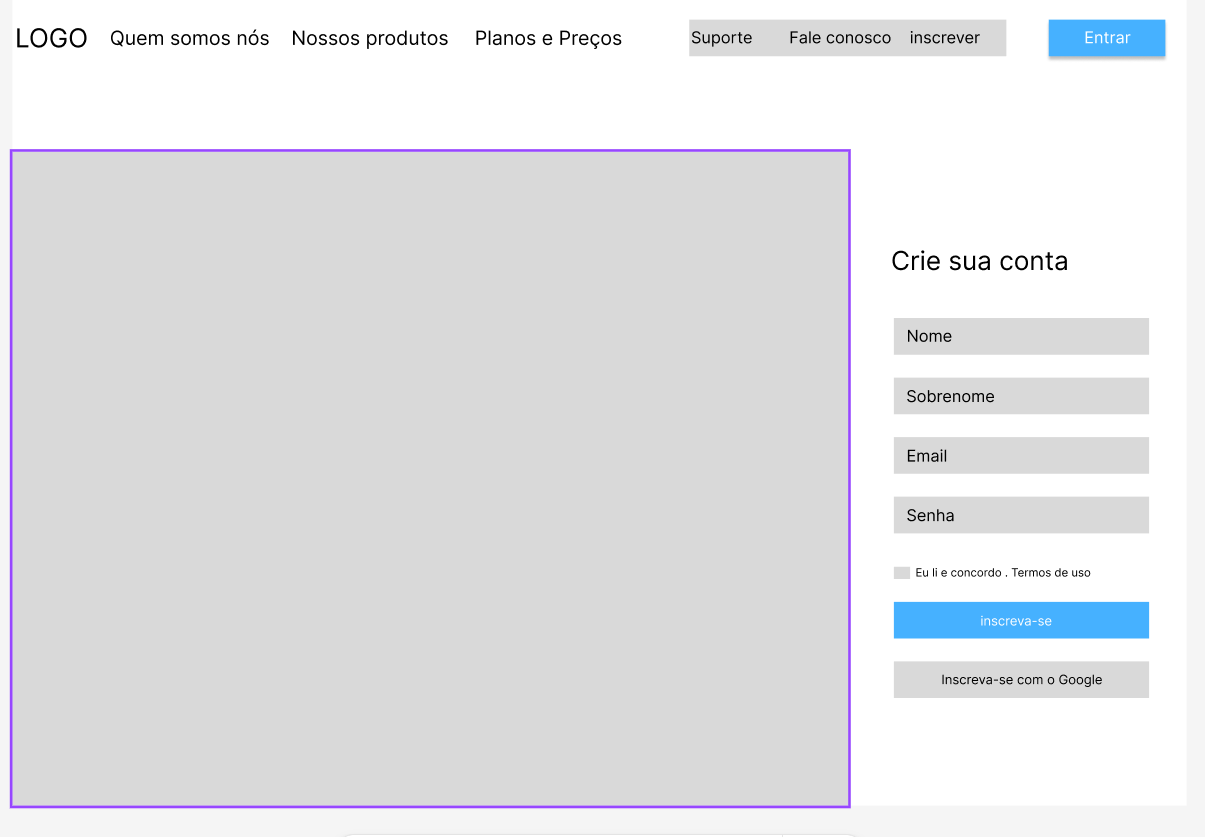 LOGO Quem somos nós Nossos produtos Planos e Preços Suporte Fale conosco inscrever Entrar
Crie sua conta
Nome
Sobrenome
Email
Senha
Eu li e concordo . Termos de uso
inscreva-se
Inscreva-se com o Google